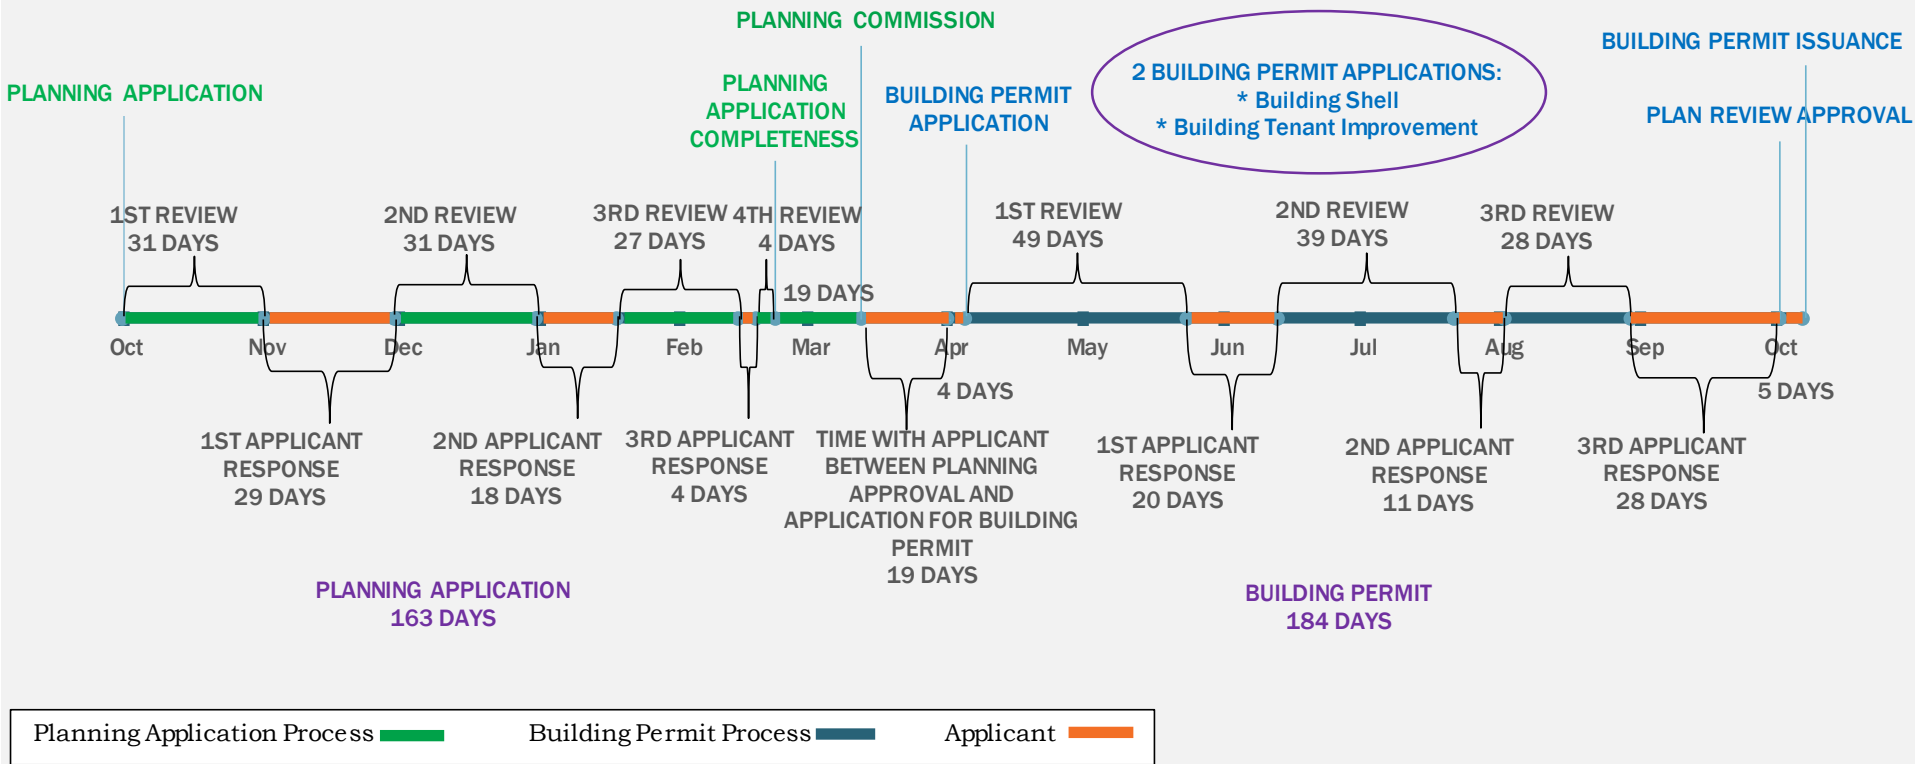 PLANNING COMMISSION
BUILDING PERMIT ISSUANCE
PLANNING APPLICATION
PLANNING
APPLICATION
COMPLETENESS
BUILDING PERMIT
APPLICATION
2 BUILDING PERMIT APPLICATIONS:
* Building Shell
* Building Tenant Improvement
PLAN REVIEW APPROVAL
1ST REVIEW
31 DAYS
2ND REVIEW
31 DAYS
3RD REVIEW
27 DAYS
4TH REVIEW
4 DAYS
19 DAYS
1ST REVIEW
49 DAYS
2ND REVIEW
39 DAYS
3RD REVIEW
28 DAYS
Oct Nov Dec Jan Feb Mar Apr May Jun Jul Aug Sep Oct
4 DAYS
5 DAYS
1ST APPLICANT
RESPONSE
29 DAYS
2ND APPLICANT
RESPONSE
18 DAYS
3RD APPLICANT
RESPONSE
4 DAYS
TIME WITH APPLICANT
BETWEEN PLANNING
APPROVAL AND
APPLICATION FOR BUILDING
PERMIT
19 DAYS
1ST APPLICANT
RESPONSE
20 DAYS
2ND APPLICANT
RESPONSE
11 DAYS
3RD APPLICANT
RESPONSE
28 DAYS
PLANNING APPLICATION
163 DAYS
BUILDING PERMIT
184 DAYS
Planning Application Process Building Permit Process Applicant